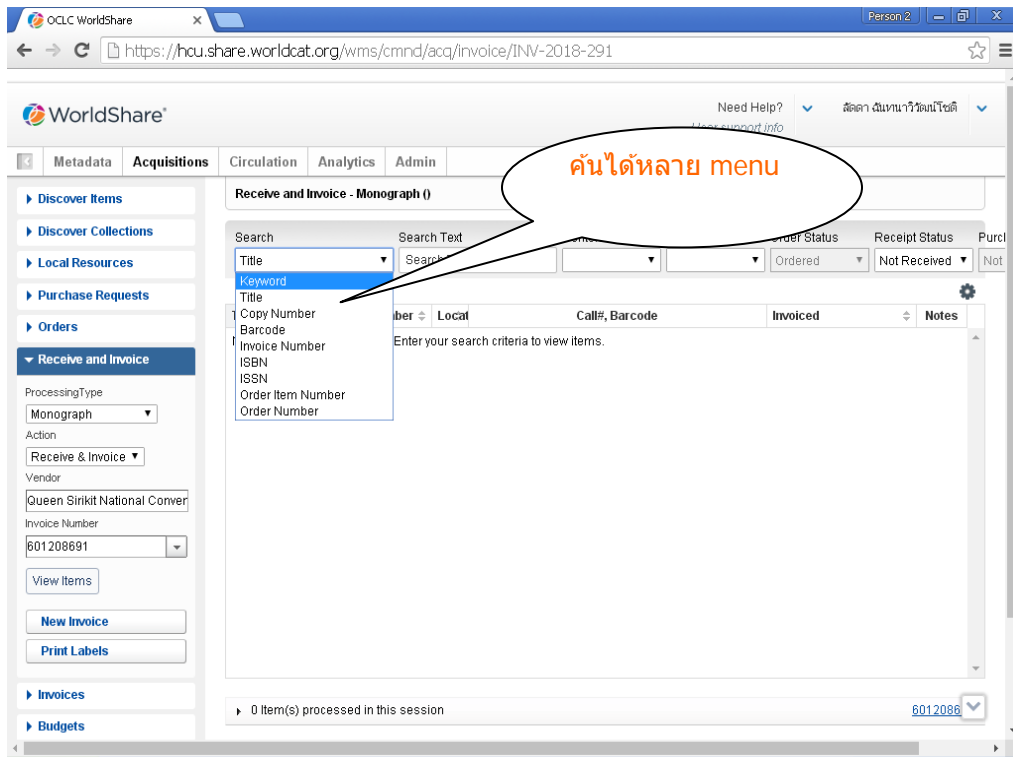 OCLC WorldShare
Person 2
https://hcu.share.worldcat.org/wms/cmnd/acq/invoice/INV-2018-291
WorldShare®
Need Help?
ลัดดา ฉันทนาวิวัฒน์โชติ
User support info
ค้นได้หลาย menu
Metadata Acquisitions Circulation Analytics Admin
Receive and Invoice - Monograph ()
Discover Items
Discover Collections
Local Resources
Purchase Requests
Orders
Receive and Invoice
ProcessingType
Monograph
Action
Receive & Invoice
Vendor
Queen Sirikit National Conver
Invoice Number
601208691
View Items
New Invoice
Print Labels
Invoices
Budgets
Search Search Text Order Status Receipt Status Purcl
Title Ordered Not Received Not
Keyword
Title
Copy Number
Barcode
Invoice Number
ISBN
ISSN
Order Item Number
Order Number
Locat Call#, Barcode Invoiced Notes
Enter your search criteria to view items.
0 Item(s) processed in this session
6012086